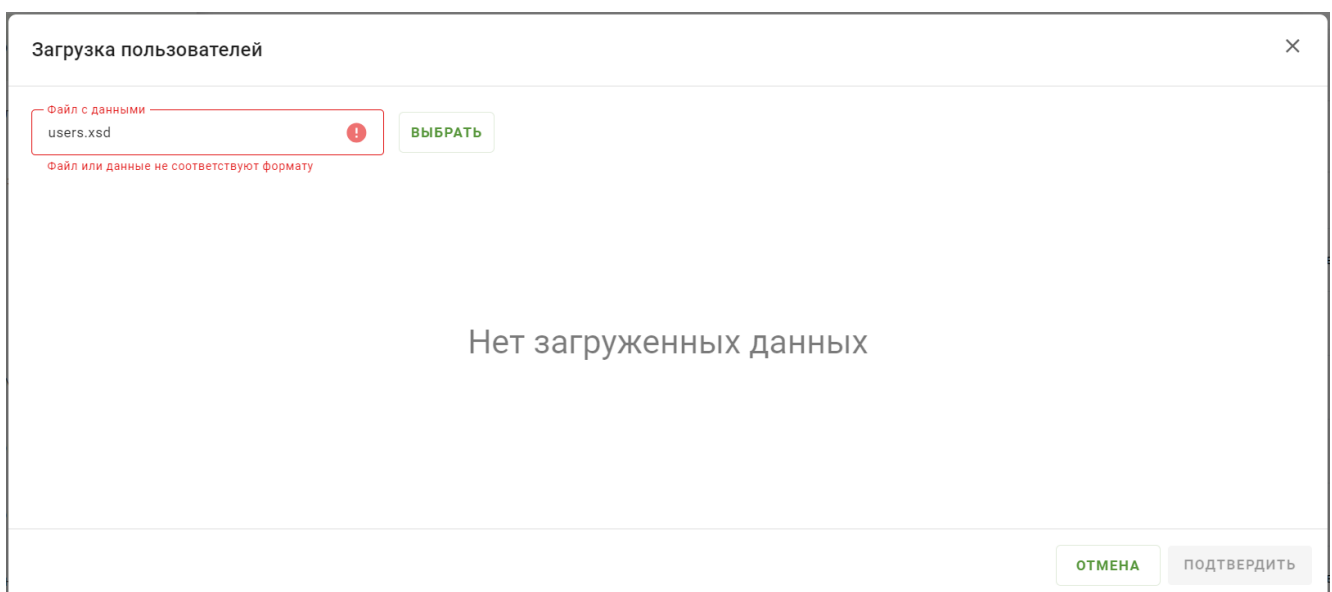 Загрузка пользователей
Файл с данными
users.xsd
ВЫБРАТЬ
Файл или данные не соответствуют формату
Нет загруженных данных
ОТМЕНА
ПОДТВЕРДИТЬ